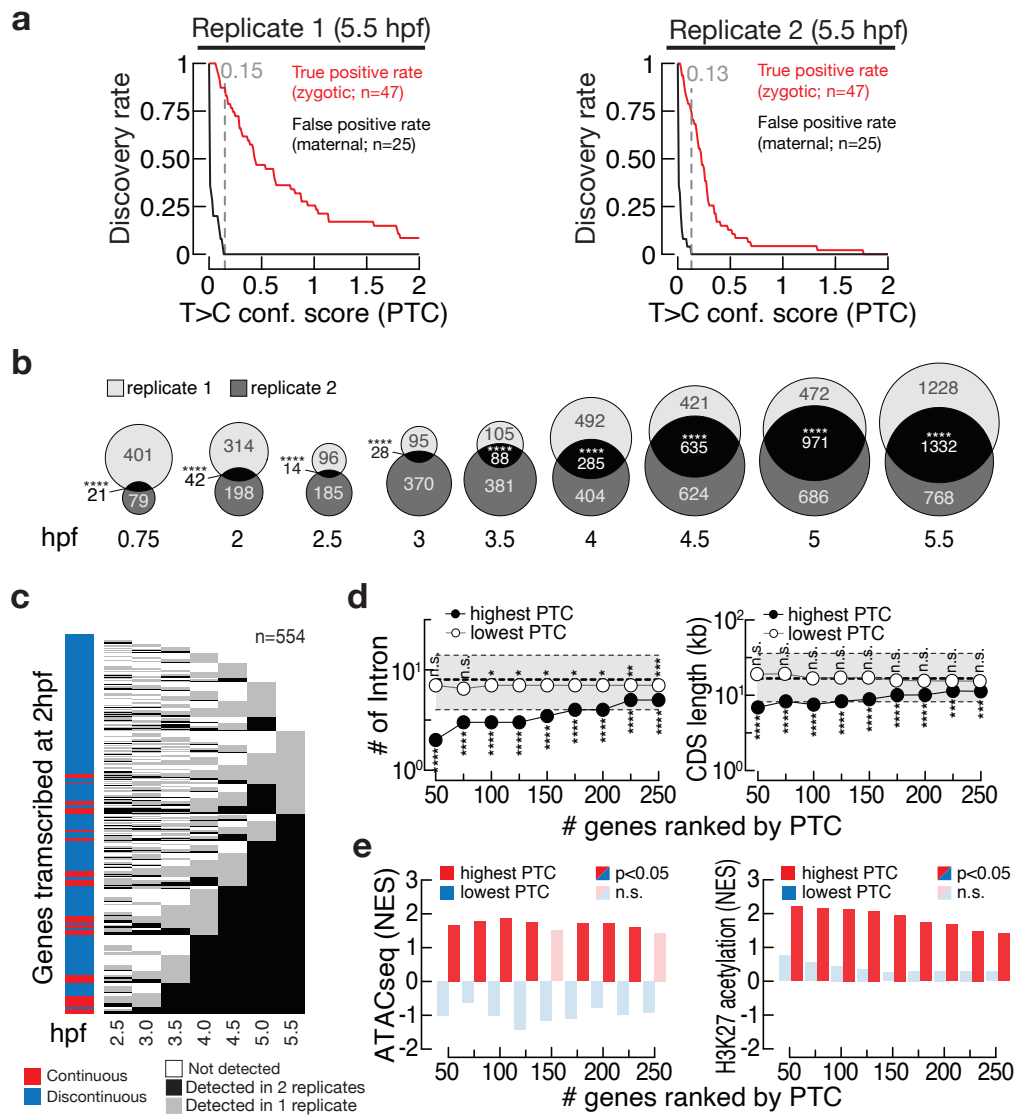 a
Replicate 1 (5.5 hpf)
Replicate 2 (5.5 hpf)
Discovery rate
1
0.75
0.50
0.25
0
0.15
True positive rate
(zygotic; n=47)
False positive rate
(maternal; n=25)
0 0.5 1 1.5 2
T>C conf. score (PTC)
Discovery rate
1
0.75
0.50
0.25
0
0.13
True positive rate
(zygotic; n=47)
False positive rate
(maternal; n=25)
0 0.5 1 1.5 2
T>C conf. score (PTC)
b
replicate 1 replicate 2
401 314 96 95 105 492 421 472 1228
**** **** **** **** **** **** **** **** ****
21 42 14 28 88 285 635 971 1332
79 198 185 370 381 404 624 686 768
hpf 0.75 2 2.5 3 3.5 4 4.5 5 5.5
c
n=554
Genes tramscribed at 2hpf
hpf 2.5 3.0 3.5 4.0 4.5 5.0 5.5
Continuous
Discontinuous
Not detected
Detected in 2 replicates
Detected in 1 replicate
d
highest PTC
lowest PTC
# of Intron
10¹
10⁰
n.s. n.s. * * * * * ** ***
**** **** **** **** **** **** **** **** ****
50 100 150 200 250
highest PTC
lowest PTC
CDS length (kb)
10²
10¹
10⁰
n.s. n.s. n.s. n.s. n.s. n.s. n.s. n.s. n.s.
**** **** **** **** **** **** **** **** ****
50 100 150 200 250
# genes ranked by PTC
e
highest PTC p<0.05
lowest PTC n.s.
ATACseq (NES)
2
1
0
-1
-2
50 100 150 200 250
highest PTC p<0.05
lowest PTC n.s.
H3K27 acetylation (NES)
2
1
0
-1
-2
50 100 150 200 250
# genes ranked by PTC